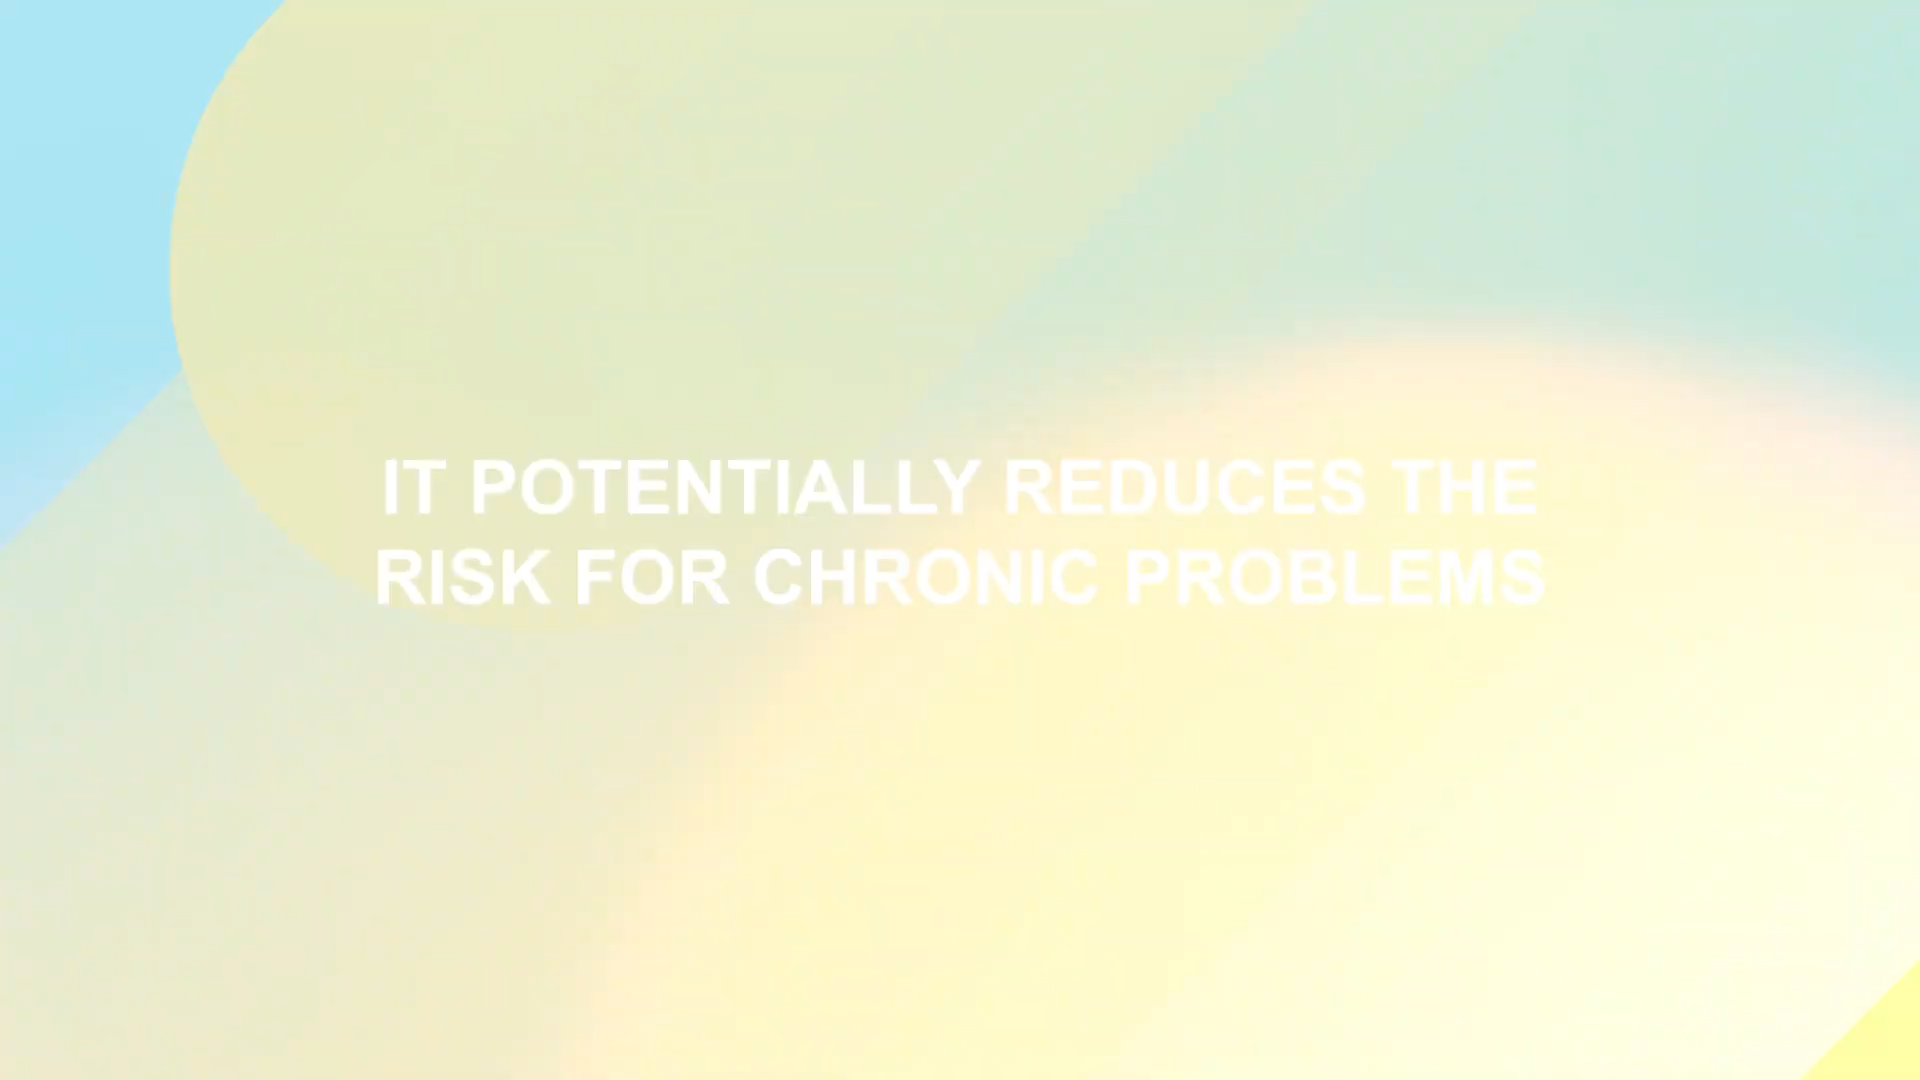 IT POTENTIALLY REDUCES THE
RISK FOR CHRONIC PROBLEMS